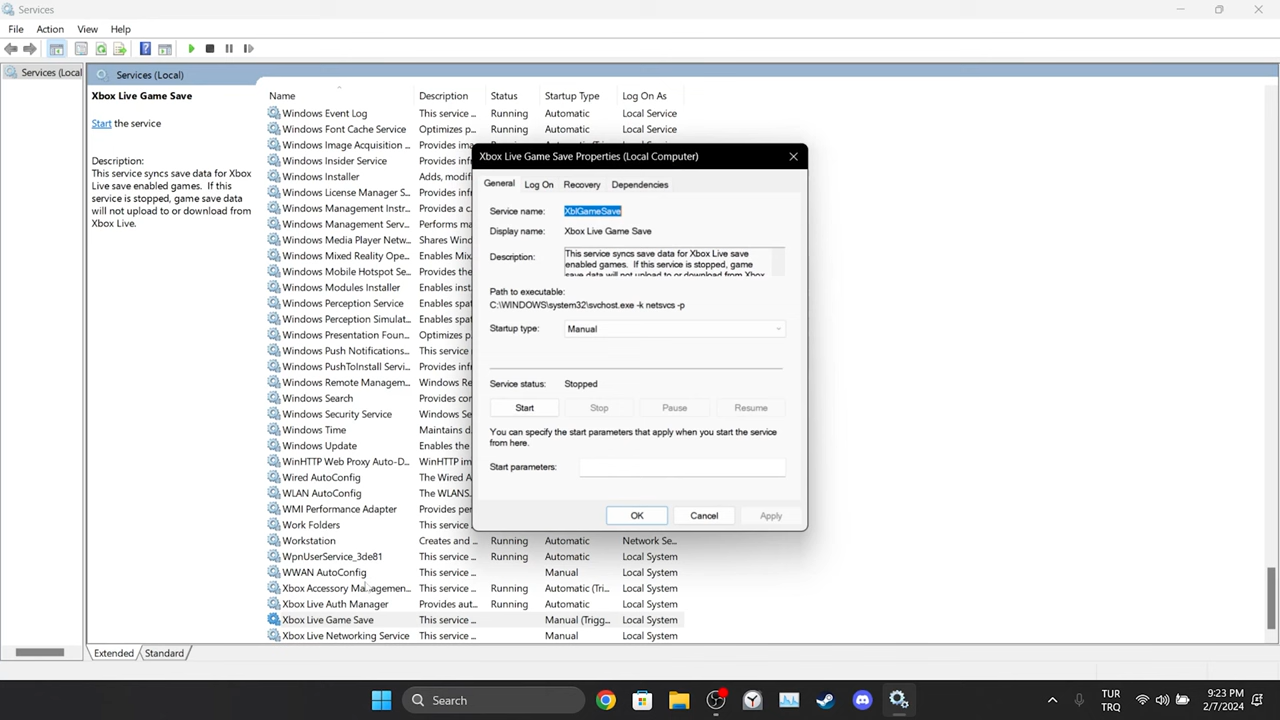 Services
File Action View Help
Services (Local
Services (Local)
Xbox Live Game Save
Start the service
Description:
This service syncs save data for Xbox
Live save enabled games. If this
service is stopped, game save data
will not upload to or download from
Xbox Live.
Name Description Status Startup Type Log On As
Windows Event Log This service ... Running Automatic Local Service
Windows Font Cache Service Optimizes p... Running Automatic Local Service
Windows Image Acquisition ... Provides ima
Windows Insider Service Provides infr
Windows Installer Adds, modifi
Windows License Manager S... Provides infr
Windows Management Instr... Provides a c
Windows Management Serv... Performs ma
Windows Media Player Netw... Shares Wind
Windows Mixed Reality Ope... Enables Mix
Windows Mobile Hotspot Se... Provides the
Windows Modules Installer Enables inst
Windows Perception Service Enables spat
Windows Perception Simulat... Enables spat
Windows Presentation Foun... Optimizes p
Windows Push Notifications... This service
Windows PushToInstall Servi... Provides infr
Windows Remote Managem... Windows Re
Windows Search Provides con
Windows Security Service Windows Se
Windows Time Maintains d
Windows Update Enables the
WinHTTP Web Proxy Auto-D... WinHTTP im
Wired AutoConfig The Wired A
WLAN AutoConfig The WLANS
WMI Performance Adapter Provides per
Work Folders This service
Workstation Creates and ... Running Automatic Network Se...
WpnUserService_3de81 This service ... Running Automatic Local System
WWAN AutoConfig This service ... Manual Local System
Xbox Accessory Managemen... This service ... Running Automatic (Tri... Local System
Xbox Live Auth Manager Provides aut... Running Automatic Local System
Xbox Live Game Save This service ... Manual (Trigg... Local System
Xbox Live Networking Service This service ... Manual Local System
Extended Standard
Xbox Live Game Save Properties (Local Computer)
General Log On Recovery Dependencies
Service name: XblGameSave
Display name: Xbox Live Game Save
Description: This service syncs save data for Xbox Live save
enabled games. If this service is stopped, game
save data will not upload to or download from Xbox
Path to executable:
C:\WINDOWS\system32\svchost.exe -k netsvcs -p
Startup type: Manual
Service status: Stopped
Start Stop Pause Resume
You can specify the start parameters that apply when you start the service
from here.
Start parameters:
OK Cancel Apply
Search
TUR
TRQ
9:23 PM
2/7/2024